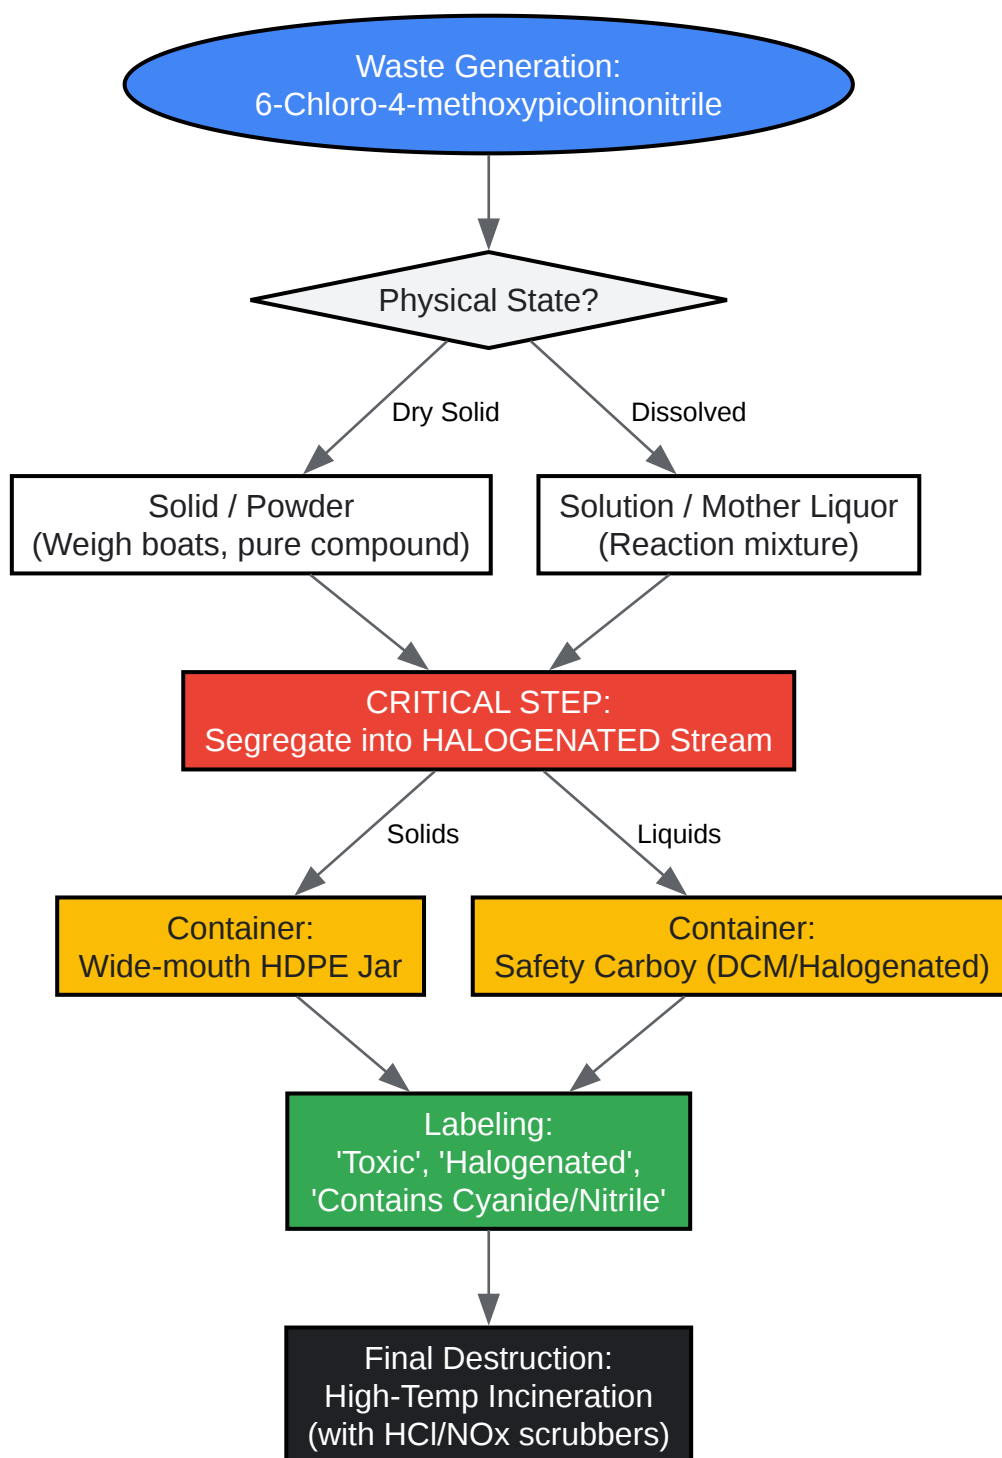 Waste Generation:
6-Chloro-4-methoxypicolinonitrile
Physical State?
Dry Solid
Dissolved
Solid / Powder
(Weigh boats, pure compound)
Solution / Mother Liquor
(Reaction mixture)
CRITICAL STEP:
Segregate into HALOGENATED Stream
Solids
Liquids
Container:
Wide-mouth HDPE Jar
Container:
Safety Carboy (DCM/Halogenated)
Labeling:
'Toxic', 'Halogenated',
'Contains Cyanide/Nitrile'
Final Destruction:
High-Temp Incineration
(with HCl/NOx scrubbers)